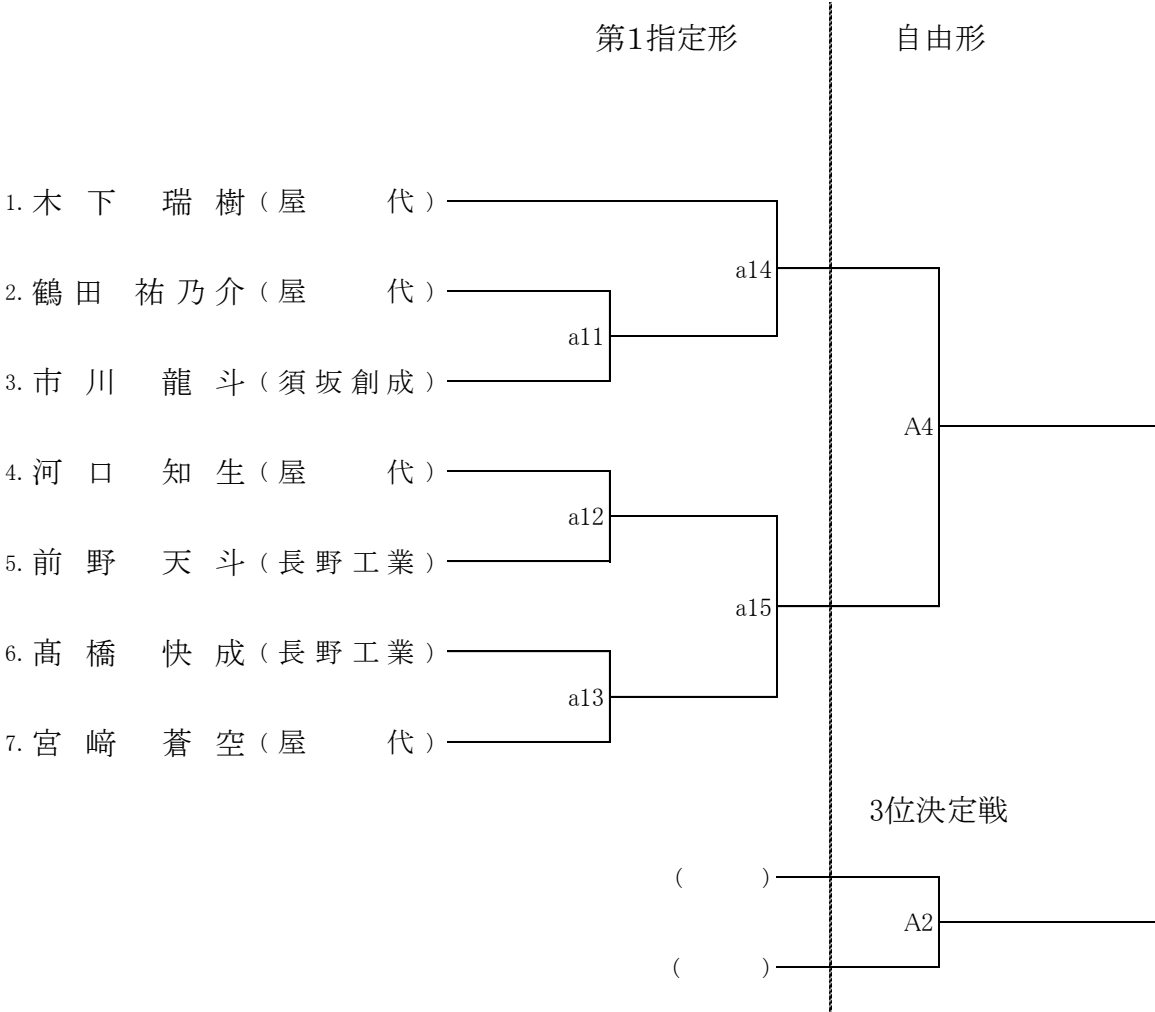 第1指定形 自由形
1. 木下 瑞樹 (屋代)
a14
2. 鶴田 祐乃介 (屋代)
a11
3. 市川 龍斗 (須坂創成)
A4
4. 河口 知生 (屋代)
a12
5. 前野 天斗 (長野工業)
a15
6. 髙橋 快成 (長野工業)
a13
7. 宮﨑 蒼空 (屋代)
3位決定戦
( )
A2
( )